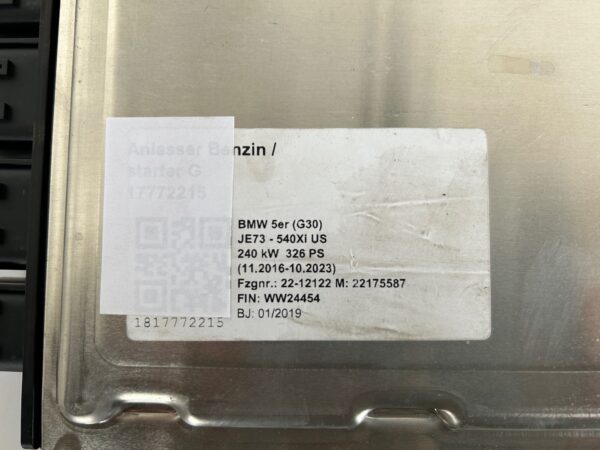 Anlasser Benzin /
starter G
17772215
BMW 5er (G30)
JE73 - 540Xi US
240 kW 326 PS
(11.2016-10.2023)
Fzgnr.: 22-12122 M: 22175587
FIN: WW24454
BJ: 01/2019
1817772215